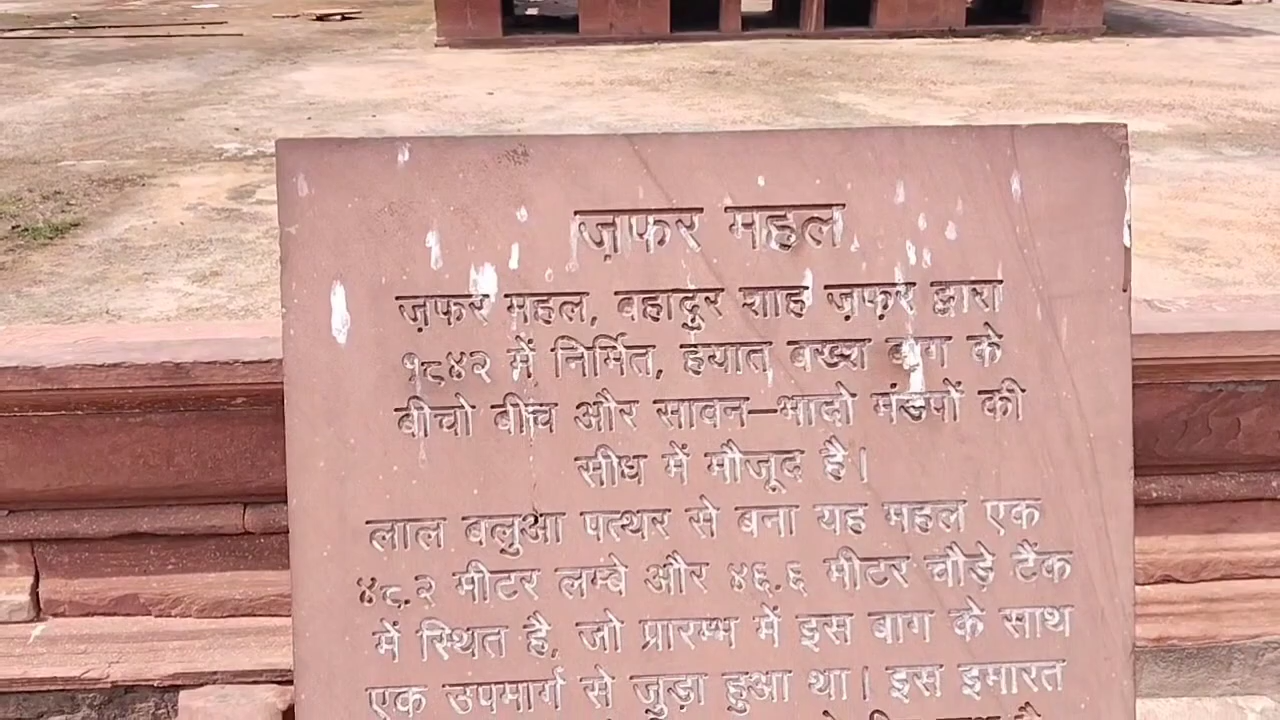 ज़फर महल
ज़फर महल, बहादुर शाह ज़फ़र द्वारा
१८४२ में निर्मित, हयात बख्श बाग के
बीचो बीच और सावन–भादो मंडपों की
सीध में मौजूद है।
लाल बलुआ पत्थर से बना यह महल एक
४८.२ मीटर लम्बे और ४६.६ मीटर चौड़े टैंक
में स्थित है, जो प्रारम्भ में इस बाग के साथ
एक उपमार्ग से जुड़ा हुआ था। इस इमारत